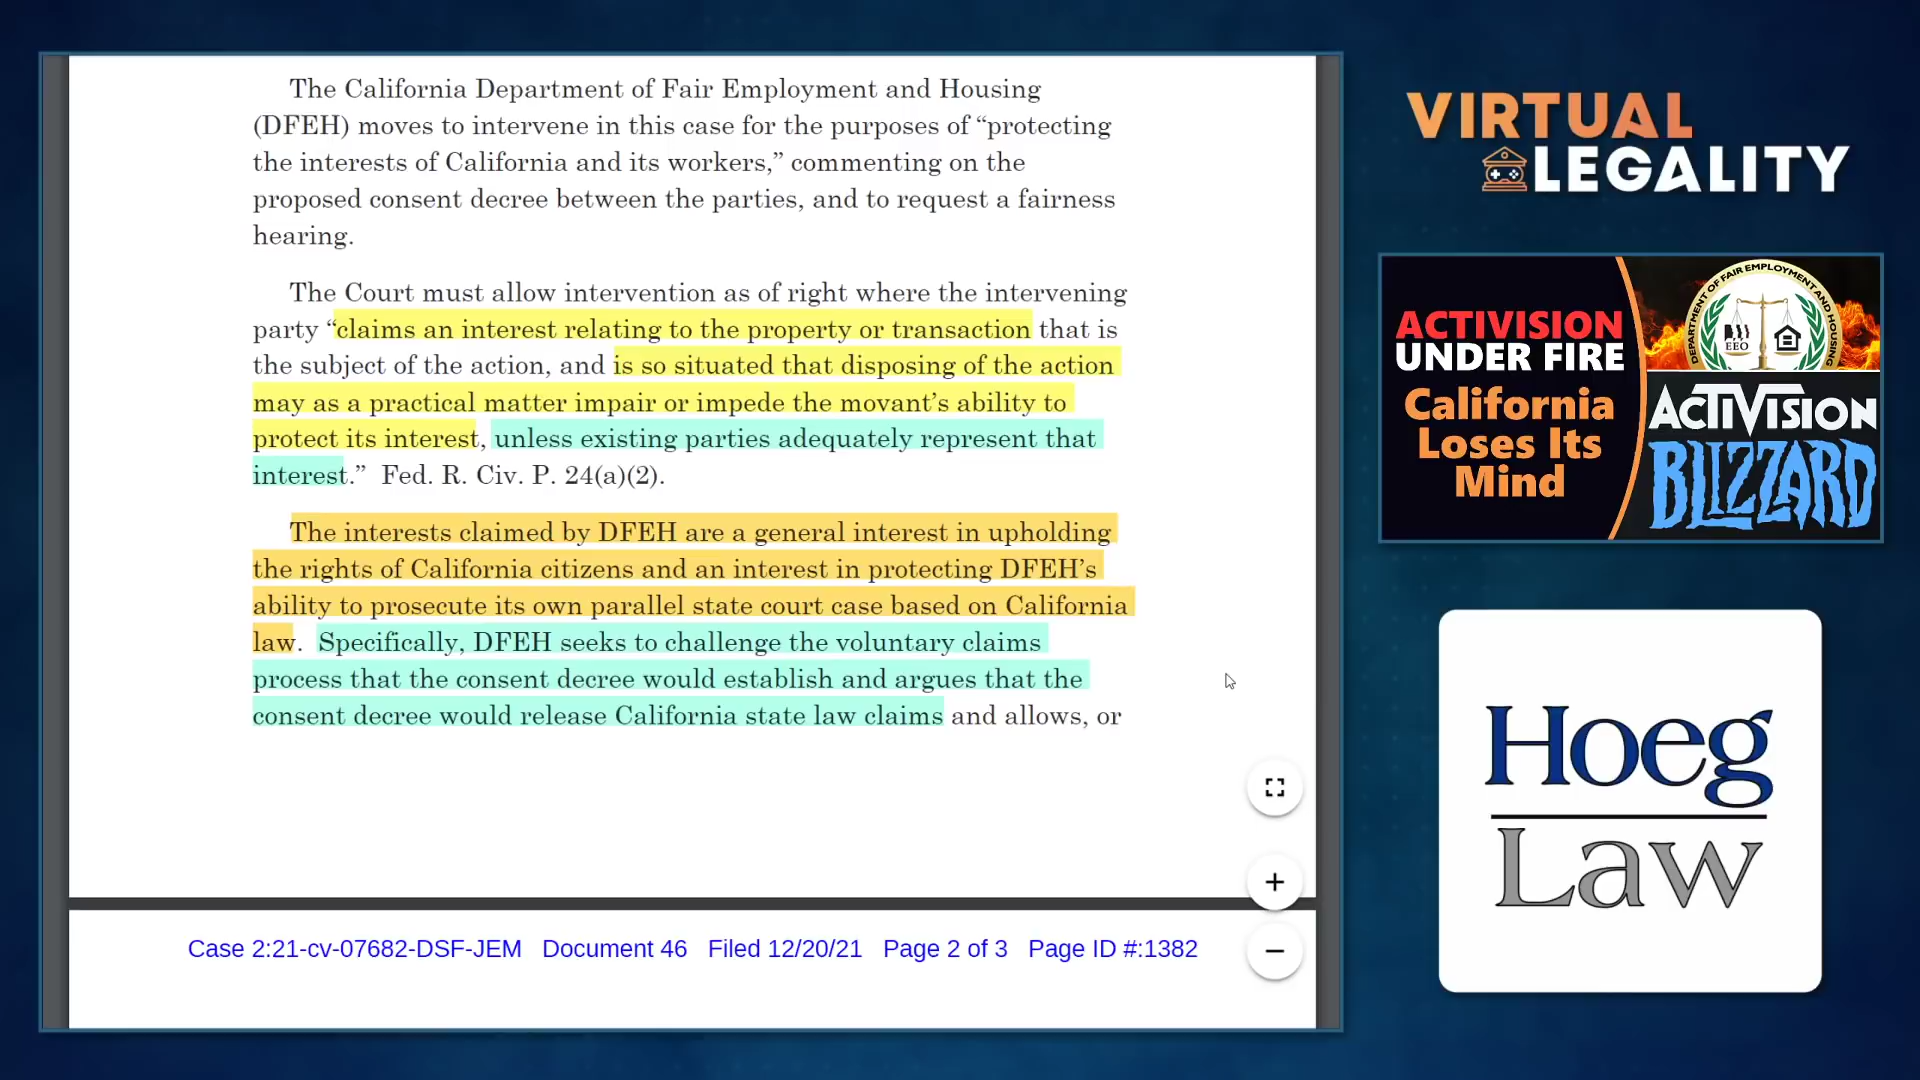 The California Department of Fair Employment and Housing
(DFEH) moves to intervene in this case for the purposes of “protecting
the interests of California and its workers,” commenting on the
proposed consent decree between the parties, and to request a fairness
hearing.
The Court must allow intervention as of right where the intervening
party “claims an interest relating to the property or transaction that is
the subject of the action, and is so situated that disposing of the action
may as a practical matter impair or impede the movant’s ability to
protect its interest, unless existing parties adequately represent that
interest.” Fed. R. Civ. P. 24(a)(2).
The interests claimed by DFEH are a general interest in upholding
the rights of California citizens and an interest in protecting DFEH’s
ability to prosecute its own parallel state court case based on California
law. Specifically, DFEH seeks to challenge the voluntary claims
process that the consent decree would establish and argues that the
consent decree would release California state law claims and allows, or
Case 2:21-cv-07682-DSF-JEM Document 46 Filed 12/20/21 Page 2 of 3 Page ID #:1382
VIRTUAL
LEGALITY
ACTIVISION
UNDER FIRE
California
Loses Its
Mind
DEPARTMENT OF FAIR EMPLOYMENT AND HOUSING
EEO
ACTIVISION
BLIZZARD
Hoeg
Law